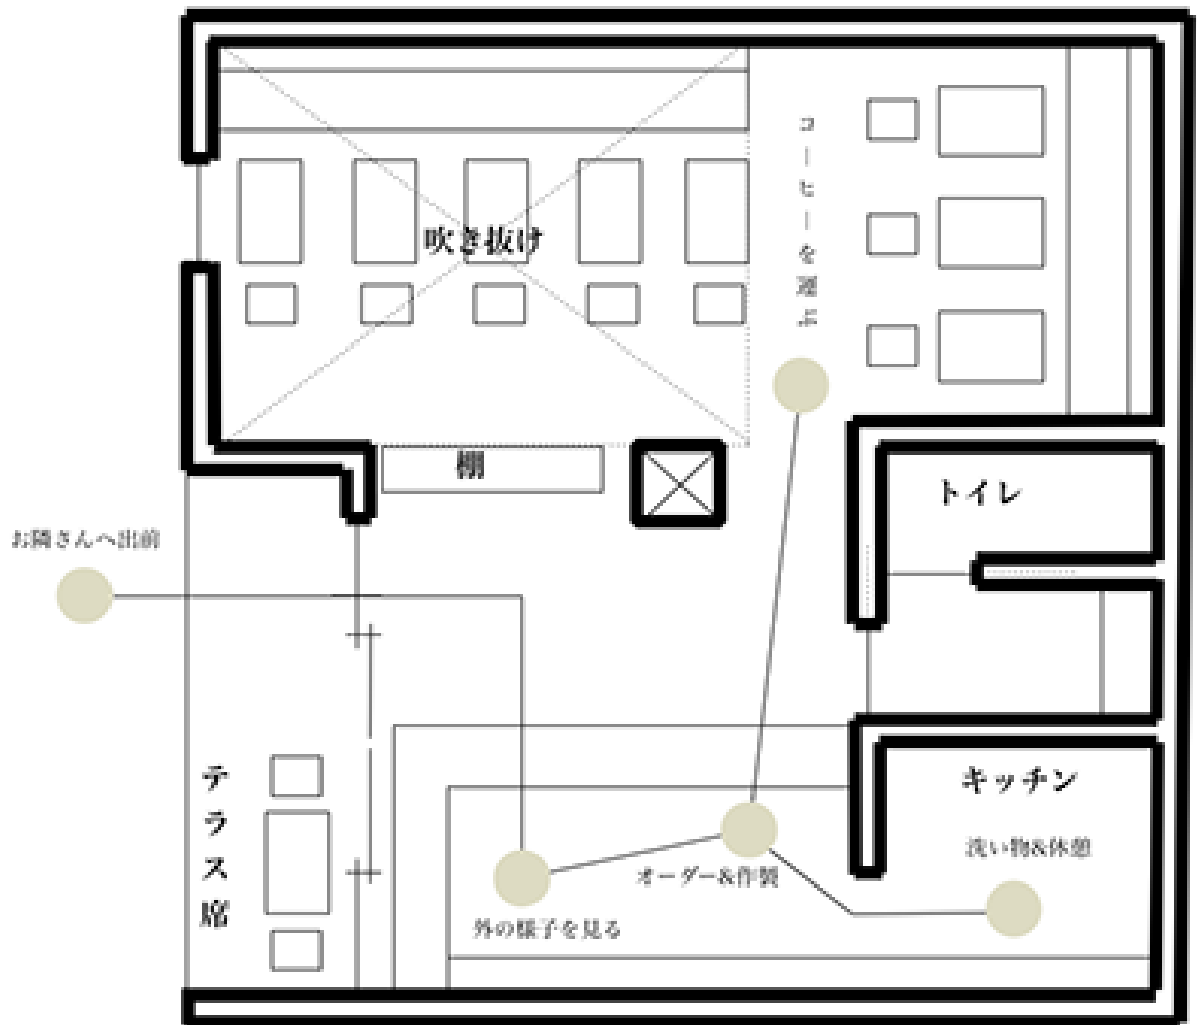 コーヒーを運ぶ
吹き抜け
棚
トイレ
お隣さんへ出前
テラス席
キッチン
洗い物&休憩
オーダー&作製
外の様子を見る